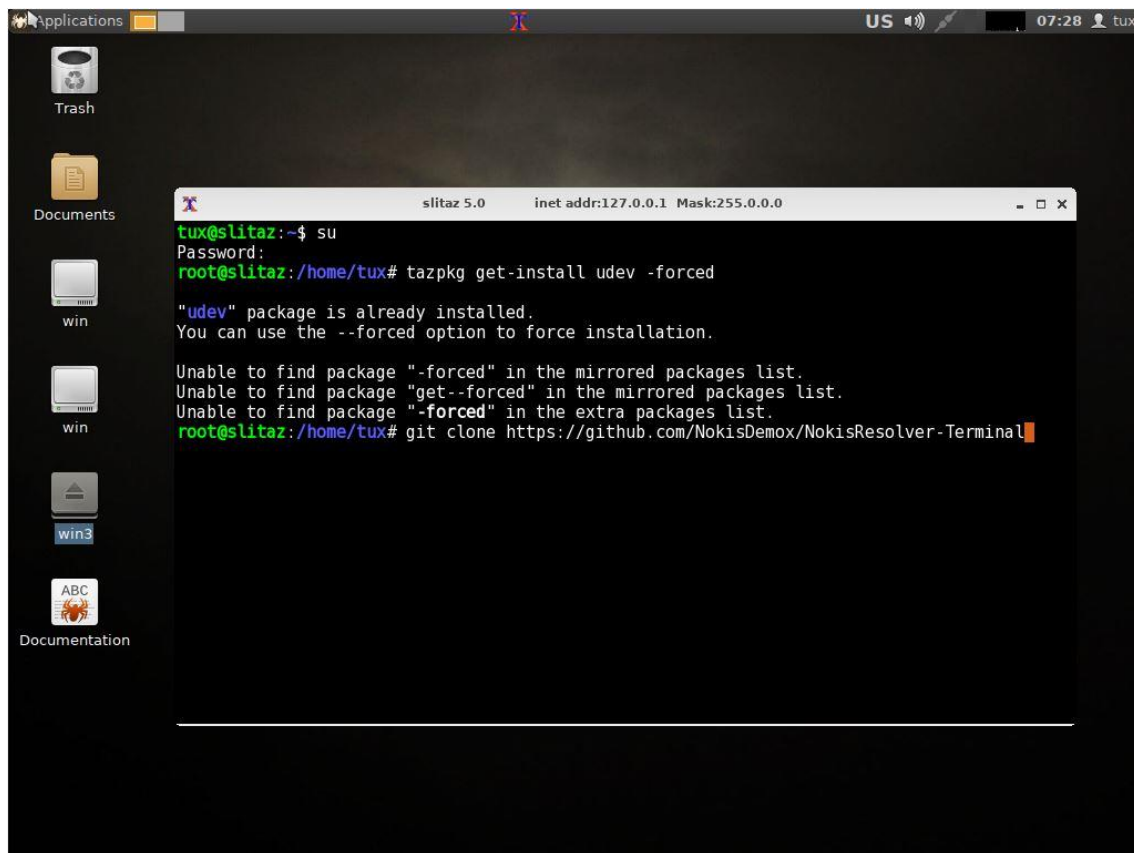 Applications
US
07:28
tux
Trash
Documents
win
win
win3
ABC
Documentation
slitaz 5.0 inet addr:127.0.0.1 Mask:255.0.0.0
tux@slitaz:~$ su
Password:
root@slitaz:/home/tux# tazpkg get-install udev -forced
"udev" package is already installed.
You can use the --forced option to force installation.
Unable to find package "-forced" in the mirrored packages list.
Unable to find package "get--forced" in the mirrored packages list.
Unable to find package "-forced" in the extra packages list.
root@slitaz:/home/tux# git clone https://github.com/NokisDemox/NokisResolver-Terminal